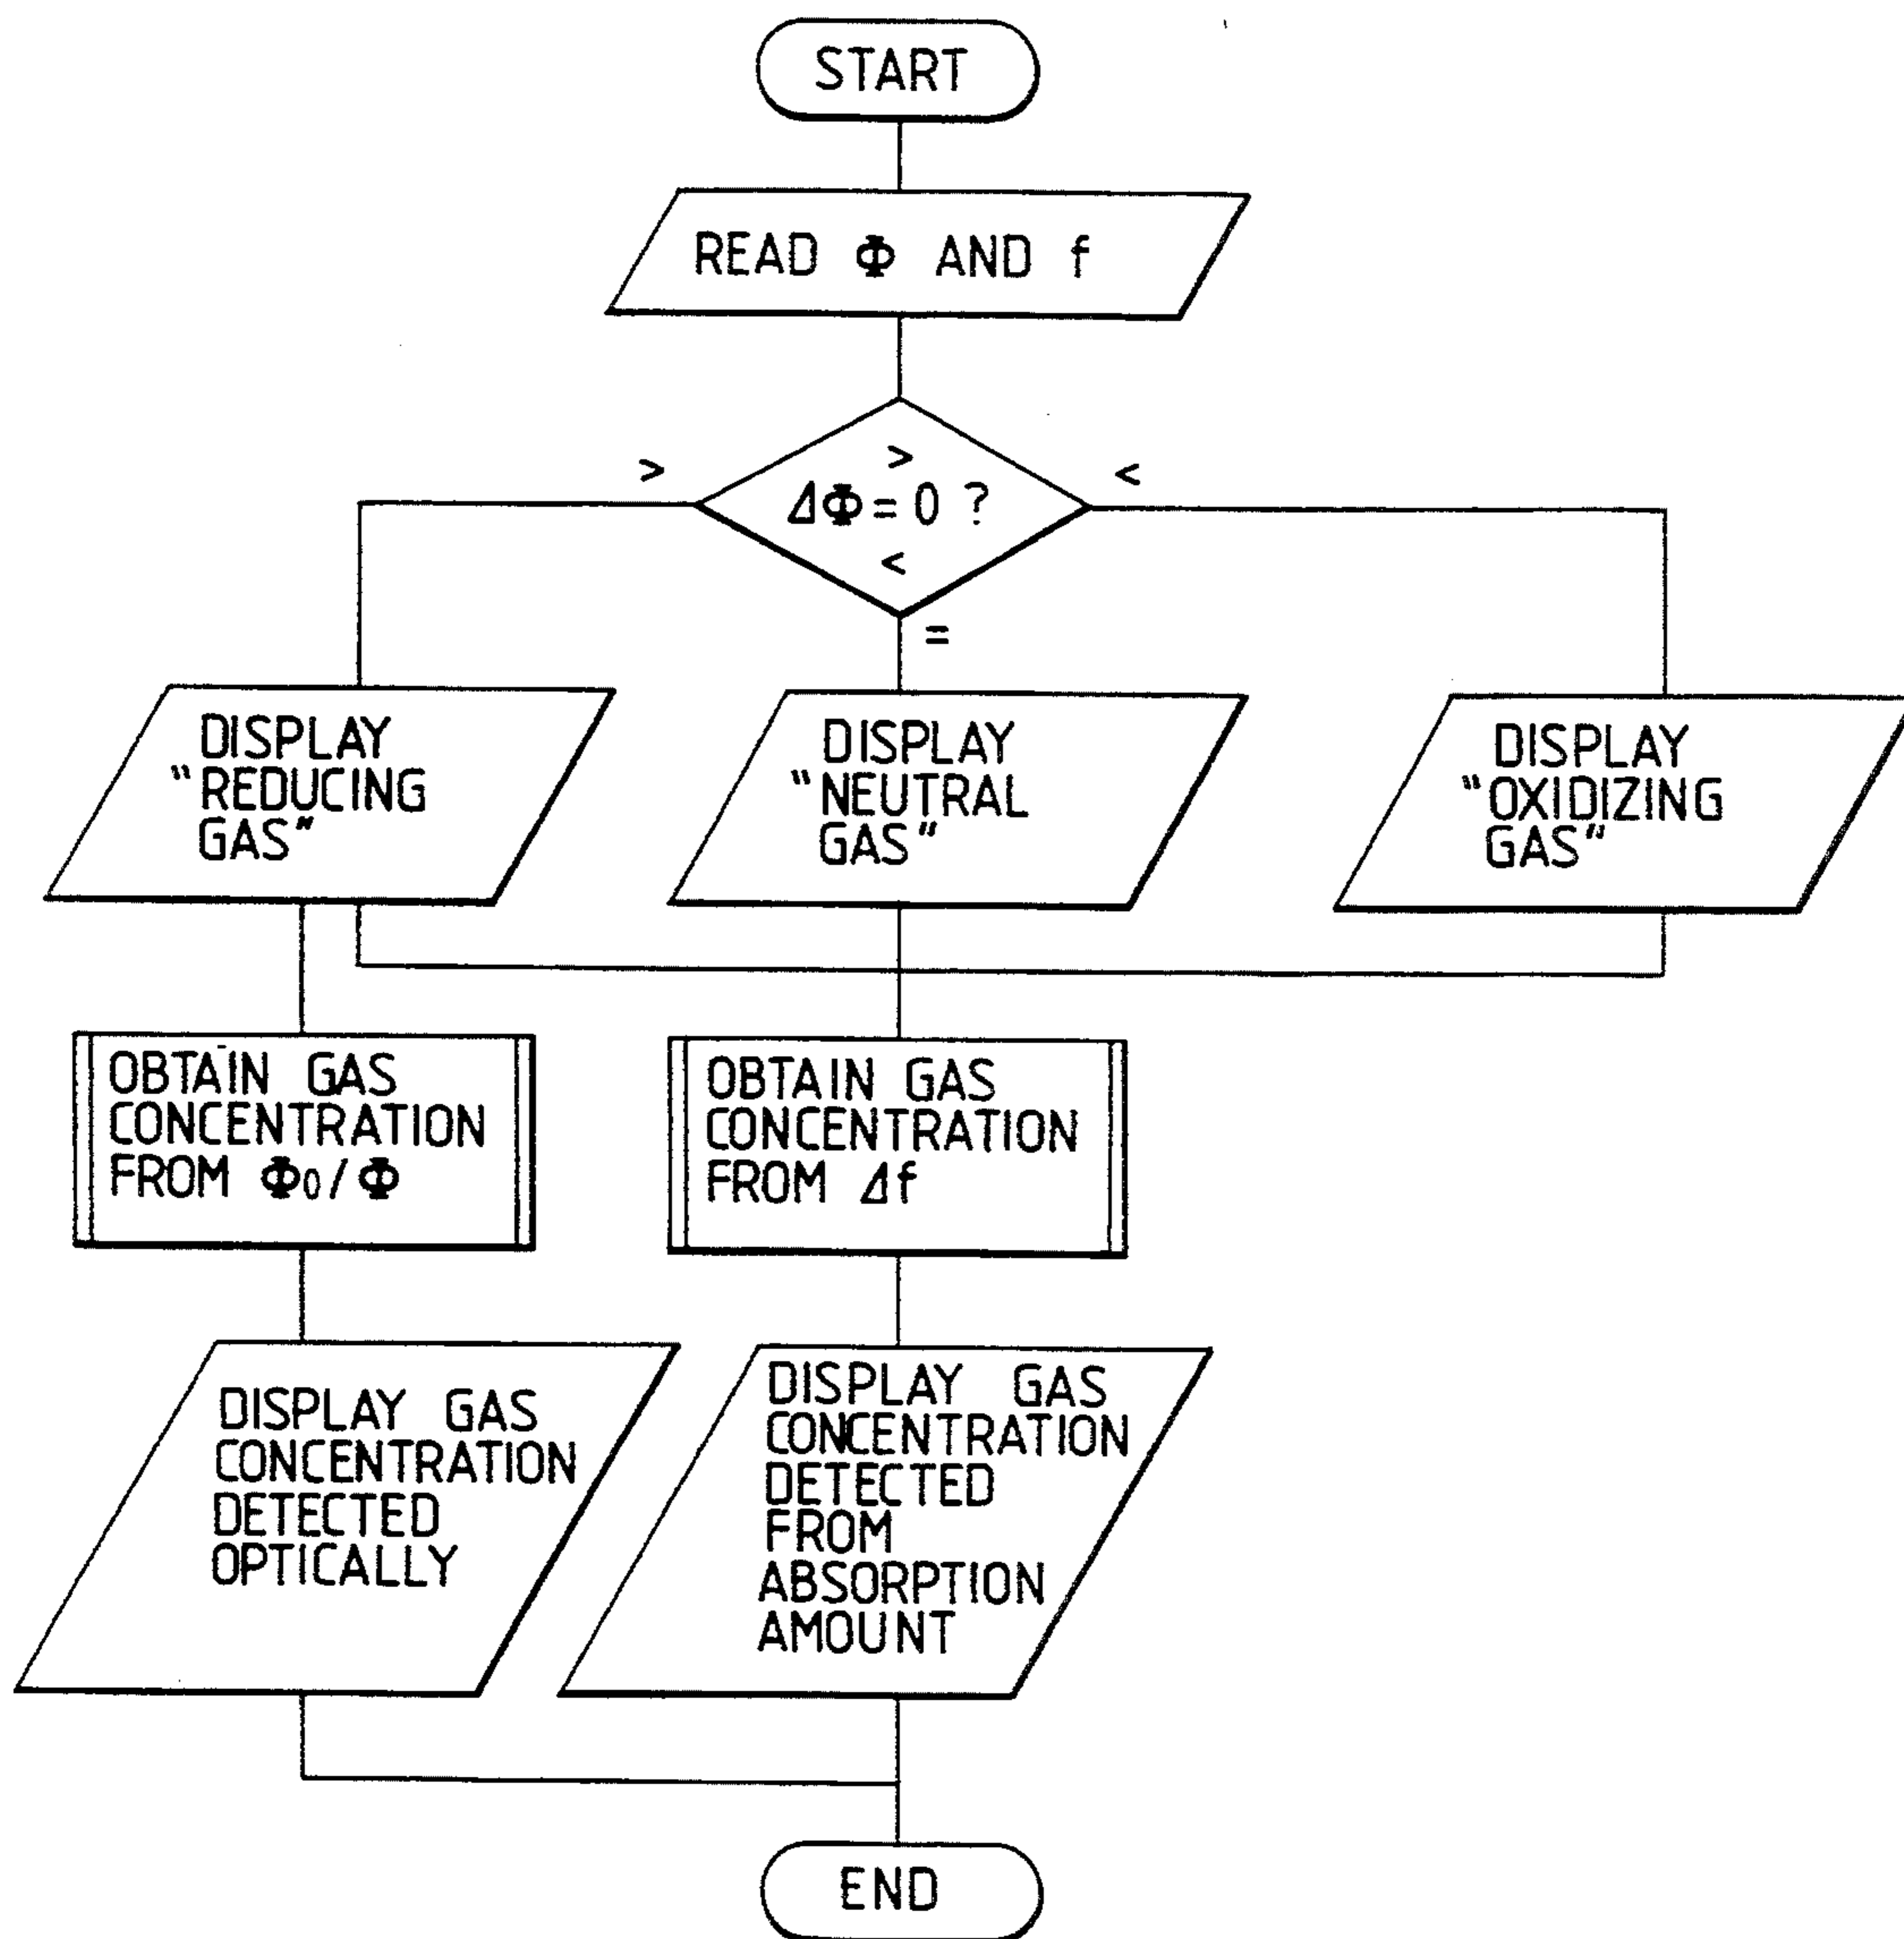 START
READ Φ AND f
>
>
<
ΔΦ=0 ?
<
=
DISPLAY
"REDUCING
GAS"
DISPLAY
"NEUTRAL
GAS"
DISPLAY
"OXIDIZING
GAS"
OBTAIN GAS
CONCENTRATION
FROM Φ0/Φ
OBTAIN GAS
CONCENTRATION
FROM Δf
DISPLAY GAS
CONCENTRATION
DETECTED
OPTICALLY
DISPLAY GAS
CONCENTRATION
DETECTED
FROM
ABSORPTION
AMOUNT
END